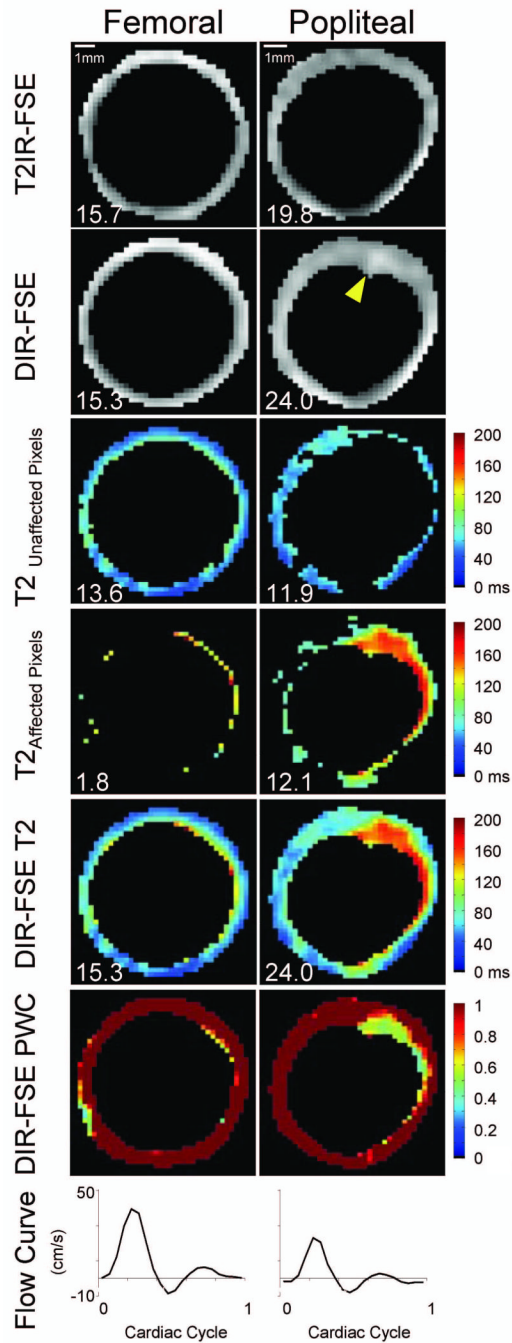 Femoral Popliteal
1mm 1mm
T2IR-FSE
15.7 19.8
DIR-FSE
15.3 24.0
T2 Unaffected Pixels
13.6 11.9
200
160
120
80
40
0 ms
T2 Affected Pixels
1.8 12.1
200
160
120
80
40
0 ms
DIR-FSE T2
15.3 24.0
200
160
120
80
40
0 ms
DIR-FSE PWC
1
0.8
0.6
0.4
0.2
0
Flow Curve
(cm/s)
50
-10
0 1 0 1
Cardiac Cycle Cardiac Cycle